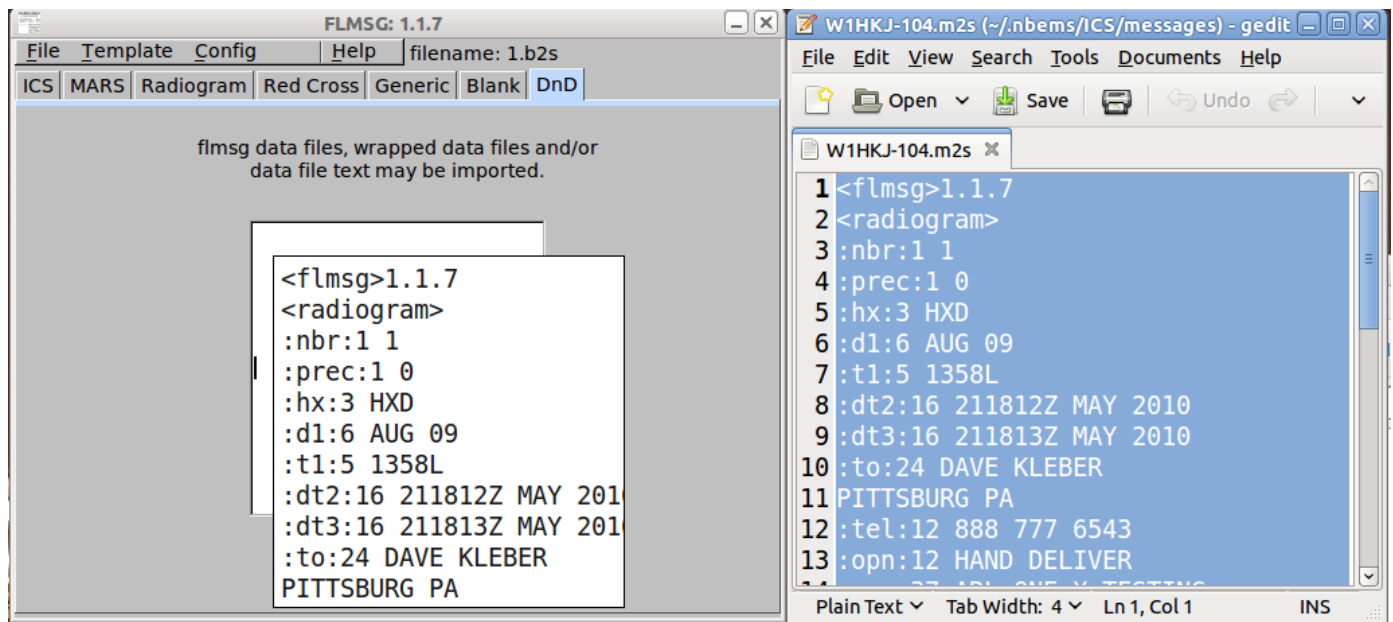 FLMSG: 1.1.7
File Template Config Help filename: 1.b2s
ICS MARS Radiogram Red Cross Generic Blank DnD
flmsg data files, wrapped data files and/or
data file text may be imported.
<flmsg>1.1.7
<radiogram>
:nbr:1 1
:prec:1 0
:hx:3 HXD
:d1:6 AUG 09
:t1:5 1358L
:dt2:16 211812Z MAY 201
:dt3:16 211813Z MAY 201
:to:24 DAVE KLEBER
PITTSBURG PA
W1HKJ-104.m2s (~/.nbems/ICS/messages) - gedit
File Edit View Search Tools Documents Help
Open Save Undo
W1HKJ-104.m2s
1 <flmsg>1.1.7
2 <radiogram>
3 :nbr:1 1
4 :prec:1 0
5 :hx:3 HXD
6 :d1:6 AUG 09
7 :t1:5 1358L
8 :dt2:16 211812Z MAY 2010
9 :dt3:16 211813Z MAY 2010
10 :to:24 DAVE KLEBER
11 PITTSBURG PA
12 :tel:12 888 777 6543
13 :opn:12 HAND DELIVER
Plain Text Tab Width: 4 Ln 1, Col 1 INS